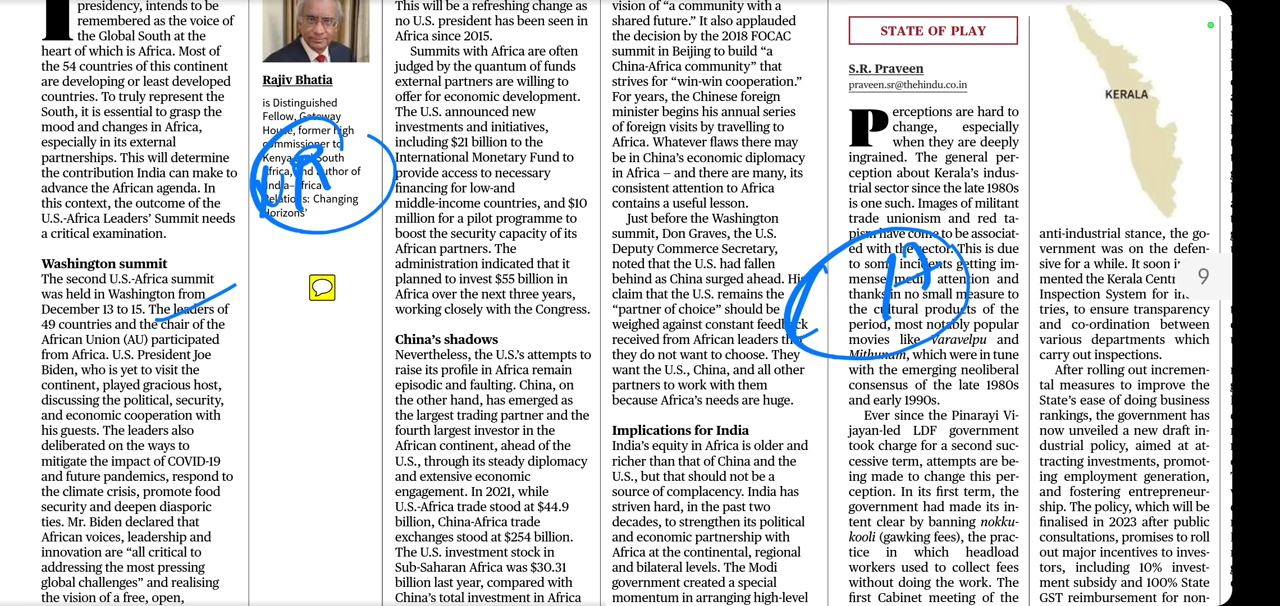 presidency, intends to be
remembered as the voice of
the Global South at the
heart of which is Africa. Most of
the 54 countries of this continent
are developing or least developed
countries. To truly represent the
South, it is essential to grasp the
mood and changes in Africa,
especially in its external
partnerships. This will determine
the contribution India can make to
advance the African agenda. In
this context, the outcome of the
U.S.-Africa Leaders’ Summit needs
a critical examination.
Washington summit
The second U.S.-Africa summit
was held in Washington from
December 13 to 15. The leaders of
49 countries and the chair of the
African Union (AU) participated
from Africa. U.S. President Joe
Biden, who is yet to visit the
continent, played gracious host,
discussing the political, security,
and economic cooperation with
his guests. The leaders also
deliberated on the ways to
mitigate the impact of COVID-19
and future pandemics, respond to
the climate crisis, promote food
security and deepen diasporic
ties. Mr. Biden declared that
African voices, leadership and
innovation are “all critical to
addressing the most pressing
global challenges” and realising
the vision of a free, open,
Rajiv Bhatia
is Distinguished
Fellow, Gateway
House, former high
commissioner to
Kenya and South
Africa, and author of
‘India–Africa
Relations: Changing
Horizons’
This will be a refreshing change as
no U.S. president has been seen in
Africa since 2015.
Summits with Africa are often
judged by the quantum of funds
external partners are willing to
offer for economic development.
The U.S. announced new
investments and initiatives,
including $21 billion to the
International Monetary Fund to
provide access to necessary
financing for low-and
middle-income countries, and $10
million for a pilot programme to
boost the security capacity of its
African partners. The
administration indicated that it
planned to invest $55 billion in
Africa over the next three years,
working closely with the Congress.
China’s shadows
Nevertheless, the U.S.’s attempts to
raise its profile in Africa remain
episodic and faulting. China, on
the other hand, has emerged as
the largest trading partner and the
fourth largest investor in the
African continent, ahead of the
U.S., through its steady diplomacy
and extensive economic
engagement. In 2021, while
U.S.-Africa trade stood at $44.9
billion, China-Africa trade
exchanges stood at $254 billion.
The U.S. investment stock in
Sub-Saharan Africa was $30.31
billion last year, compared with
China’s total investment in Africa
vision of “a community with a
shared future.” It also applauded
the decision by the 2018 FOCAC
summit in Beijing to build “a
China-Africa community” that
strives for “win-win cooperation.”
For years, the Chinese foreign
minister begins his annual series
of foreign visits by travelling to
Africa. Whatever flaws there may
be in China’s economic diplomacy
in Africa – and there are many, its
consistent attention to Africa
contains a useful lesson.
Just before the Washington
summit, Don Graves, the U.S.
Deputy Commerce Secretary,
noted that the U.S. had fallen
behind as China surged ahead. His
claim that the U.S. remains the
“partner of choice” should be
weighed against constant feedback
received from African leaders that
they do not want to choose. They
want the U.S., China, and all other
partners to work with them
because Africa’s needs are huge.
Implications for India
India’s equity in Africa is older and
richer than that of China and the
U.S., but that should not be a
source of complacency. India has
striven hard, in the past two
decades, to strengthen its political
and economic partnership with
Africa at the continental, regional
and bilateral levels. The Modi
government created a special
momentum in arranging high-level
STATE OF PLAY
S.R. Praveen
praveen.sr@thehindu.co.in
Perceptions are hard to
change, especially
when they are deeply
ingrained. The general per-
ception about Kerala’s indus-
trial sector since the late 1980s
is one such. Images of militant
trade unionism and red ta-
pism have come to be associat-
ed with the sector. This is due
to some incidents getting im-
mense media attention and
thanks in no small measure to
the cultural products of the
period, most notably popular
movies like Varavelpu and
Mithunam, which were in tune
with the emerging neoliberal
consensus of the late 1980s
and early 1990s.
Ever since the Pinarayi Vi-
jayan-led LDF government
took charge for a second suc-
cessive term, attempts are be-
ing made to change this per-
ception. In its first term, the
government had made its in-
tent clear by banning nokku-
kooli (gawking fees), the prac-
tice in which headload
workers used to collect fees
without doing the work. The
first Cabinet meeting of the
KERALA
anti-industrial stance, the go-
vernment was on the defen-
sive for a while. It soon
mented the Kerala
Inspection System for
tries, to ensure transparency
and co-ordination between
various departments which
carry out inspections.
After rolling out incremen-
tal measures to improve the
State’s ease of doing business
rankings, the government has
now unveiled a new draft in-
dustrial policy, aimed at at-
tracting investments, promot-
ing employment generation,
and fostering entrepreneur-
ship. The policy, which will be
finalised in 2023 after public
consultations, promises to roll
out major incentives to inves-
tors, including 10% invest-
ment subsidy and 100% State
GST reimbursement for non-
9